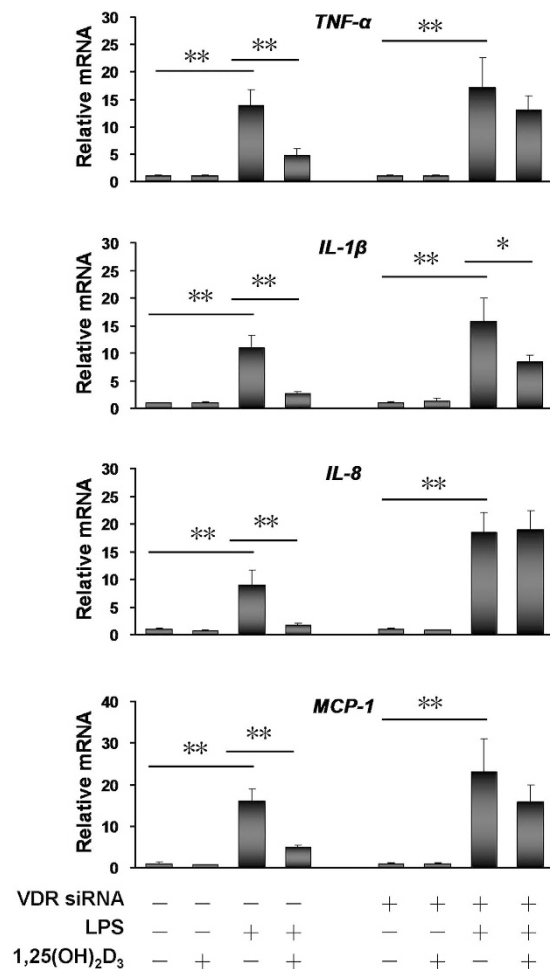 TNF-α
** ** **
Relative mRNA
30
25
20
15
10
5
0
IL-1β
** ** ** *
Relative mRNA
30
25
20
15
10
5
0
IL-8
** ** **
Relative mRNA
30
25
20
15
10
5
0
MCP-1
** ** **
Relative mRNA
40
30
20
10
0
VDR siRNA — — — — + + + +
LPS — — + + — — + +
1,25(OH)₂D₃ — + — + — + — +